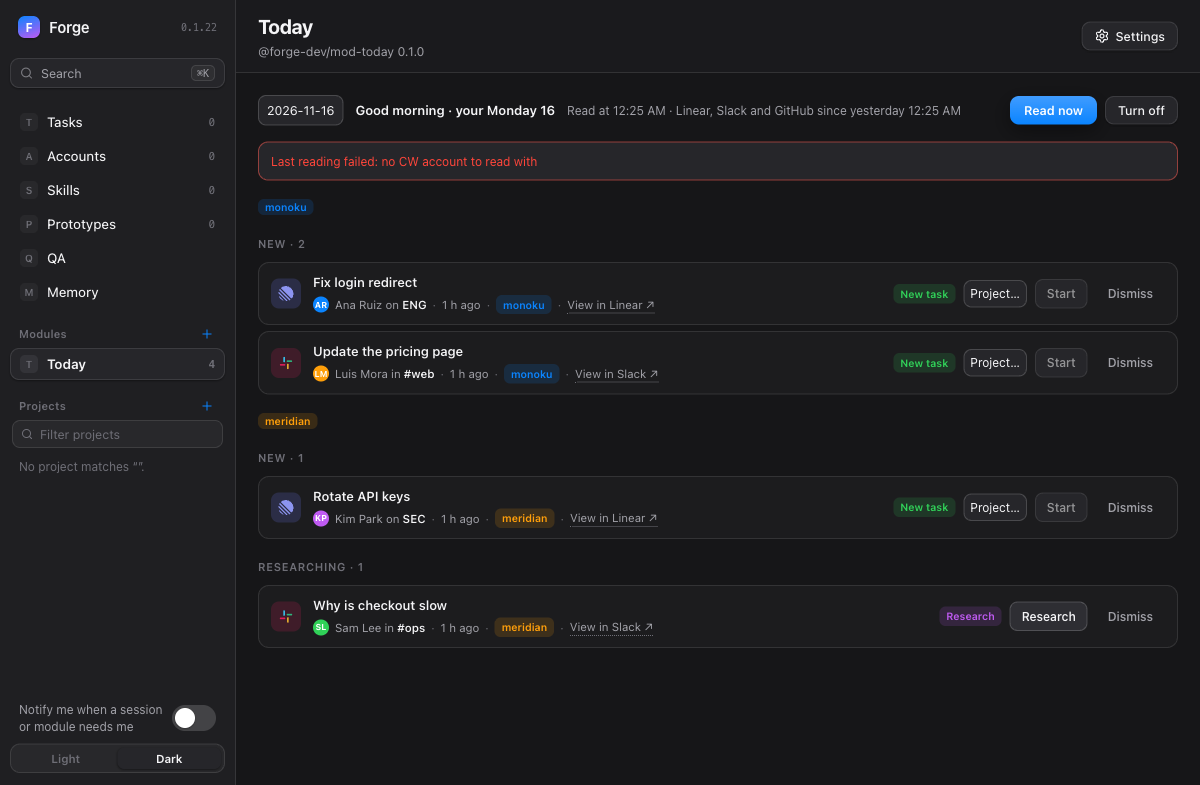 F Forge 0.1.22
Search ⌘K
T Tasks 0
A Accounts 0
S Skills 0
P Prototypes 0
Q QA
M Memory
Modules +
T Today 4
Projects +
Filter projects
No project matches “”.
Notify me when a session
or module needs me
Light Dark
Today
@forge-dev/mod-today 0.1.0
Settings
2026-11-16 Good morning · your Monday 16 Read at 12:25 AM · Linear, Slack and GitHub since yesterday 12:25 AM Read now Turn off
Last reading failed: no CW account to read with
monoku
NEW · 2
Fix login redirect
AR Ana Ruiz on ENG · 1 h ago · monoku · View in Linear ↗
New task Project... Start Dismiss
Update the pricing page
LM Luis Mora in #web · 1 h ago · monoku · View in Slack ↗
New task Project... Start Dismiss
meridian
NEW · 1
Rotate API keys
KP Kim Park on SEC · 1 h ago · meridian · View in Linear ↗
New task Project... Start Dismiss
RESEARCHING · 1
Why is checkout slow
SL Sam Lee in #ops · 1 h ago · meridian · View in Slack ↗
Research Research Dismiss